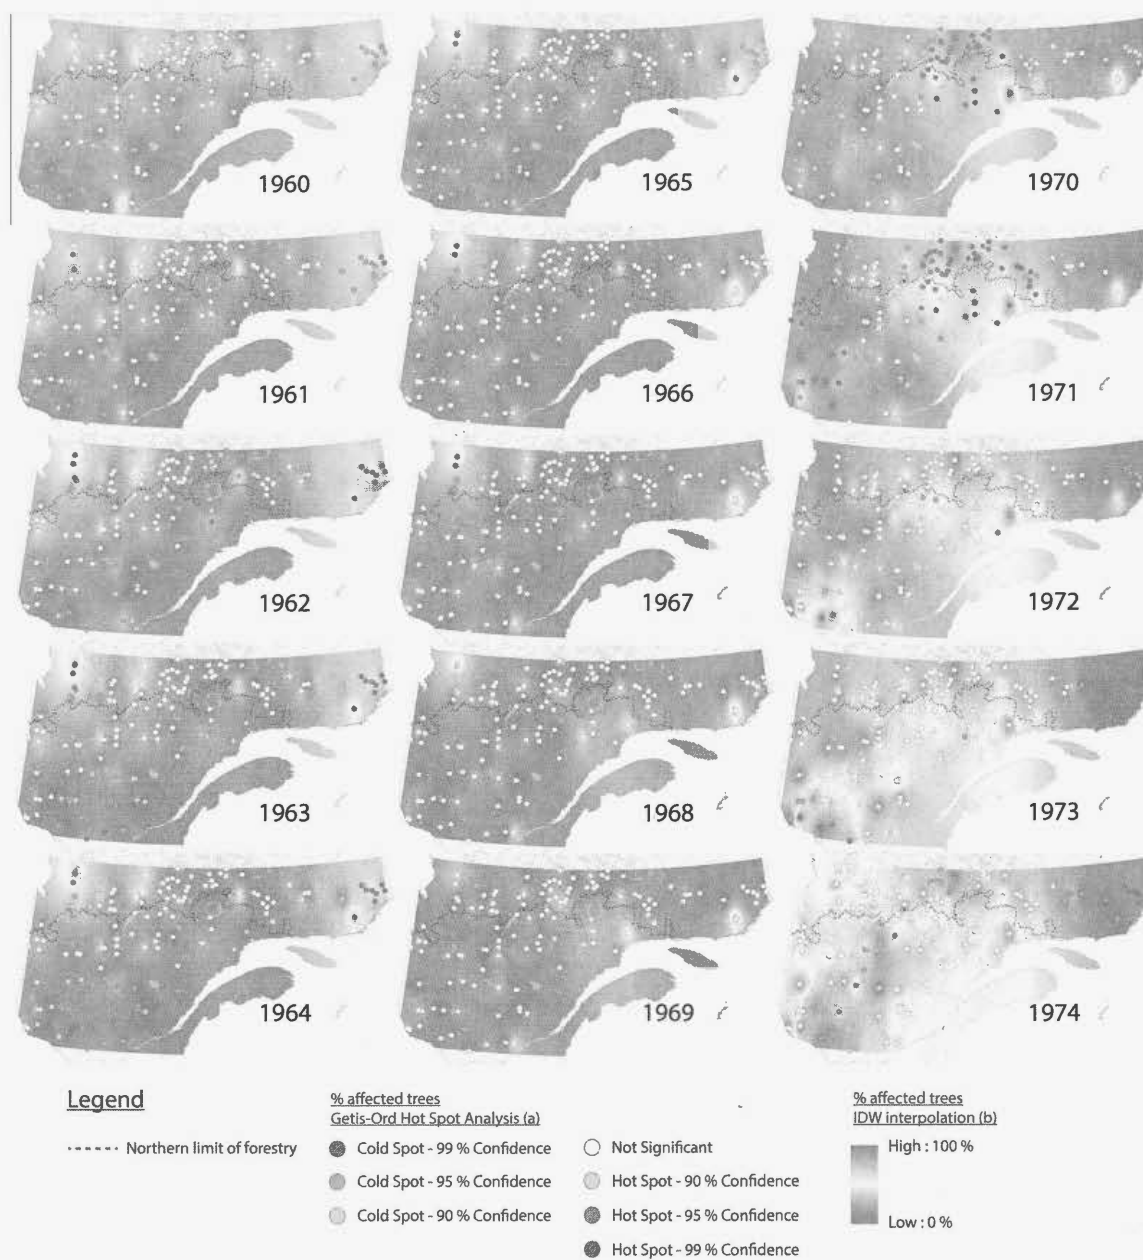 1960
1965
1970
1961
1966
1971
1962
1967
1972
1963
1968
1973
1964
1969
1974
Legend
Northern limit of forestry
% affected trees
Getis-Ord Hot Spot Analysis (a)
Cold Spot - 99 % Confidence
Cold Spot - 95 % Confidence
Cold Spot - 90 % Confidence
Not Significant
Hot Spot - 90 % Confidence
Hot Spot - 95 % Confidence
Hot Spot - 99 % Confidence
% affected trees
IDW interpolation (b)
High : 100 %
Low : 0 %